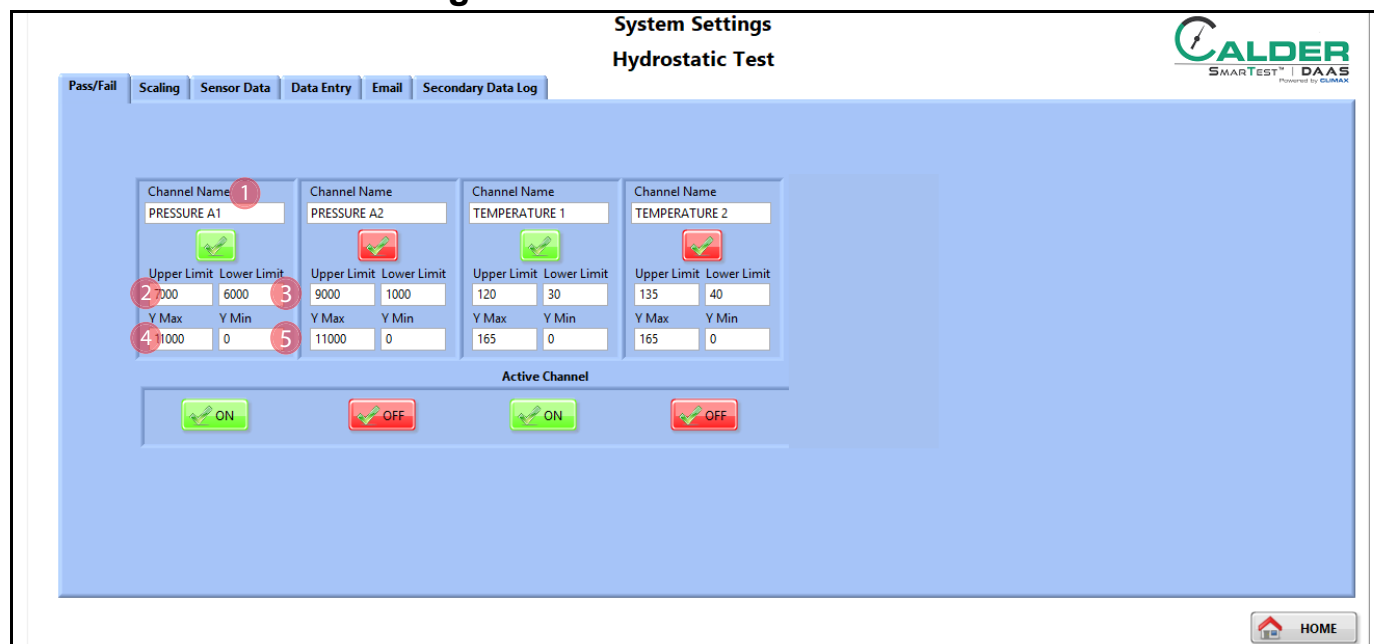 System Settings
Hydrostatic Test
CALDER
SMARTEST™ | DAAS
Powered by CLIMAX
Pass/Fail Scaling Sensor Data Data Entry Email Secondary Data Log
Channel Name 1 Channel Name Channel Name Channel Name
PRESSURE A1 PRESSURE A2 TEMPERATURE 1 TEMPERATURE 2
Upper Limit Lower Limit Upper Limit Lower Limit Upper Limit Lower Limit Upper Limit Lower Limit
2 7000 6000 3 9000 1000 120 30 135 40
Y Max Y Min Y Max Y Min Y Max Y Min Y Max Y Min
4 11000 0 5 11000 0 165 0 165 0
Active Channel
ON OFF ON OFF
HOME